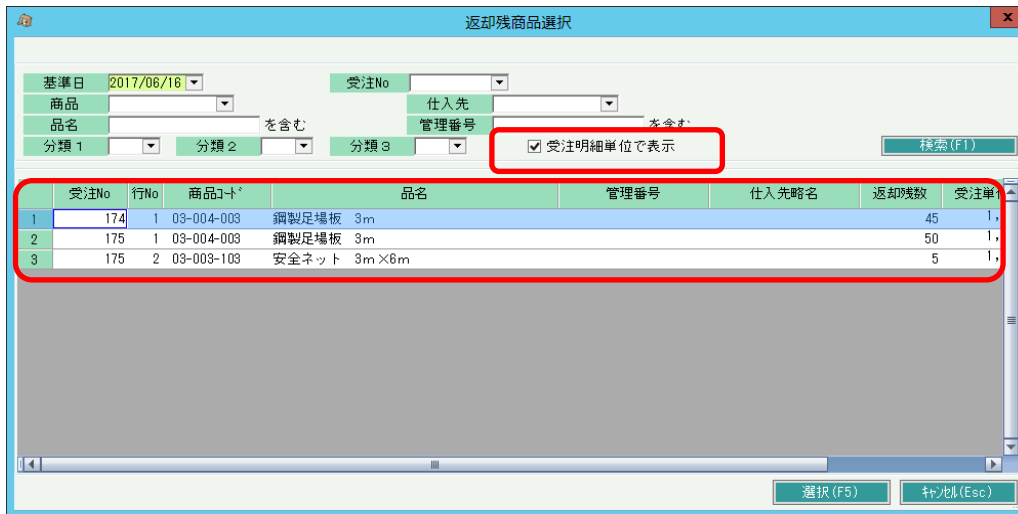 返却残商品選択
x
基準日 2017/06/16 受注No
商品 仕入先
品名 を含む 管理番号 を含む
分類1 分類2 分類3 受注明細単位で表示 検索(F1)
受注No 行No 商品ｺｰﾄﾞ 品名 管理番号 仕入先略名 返却残数 受注単
1 174 1 03-004-003 鋼製足場板 3m 45 1,
2 175 1 03-004-003 鋼製足場板 3m 50 1,
3 175 2 03-003-103 安全ネット 3m×6m 5 1,
選択(F5) ｷｬﾝｾﾙ(Esc)